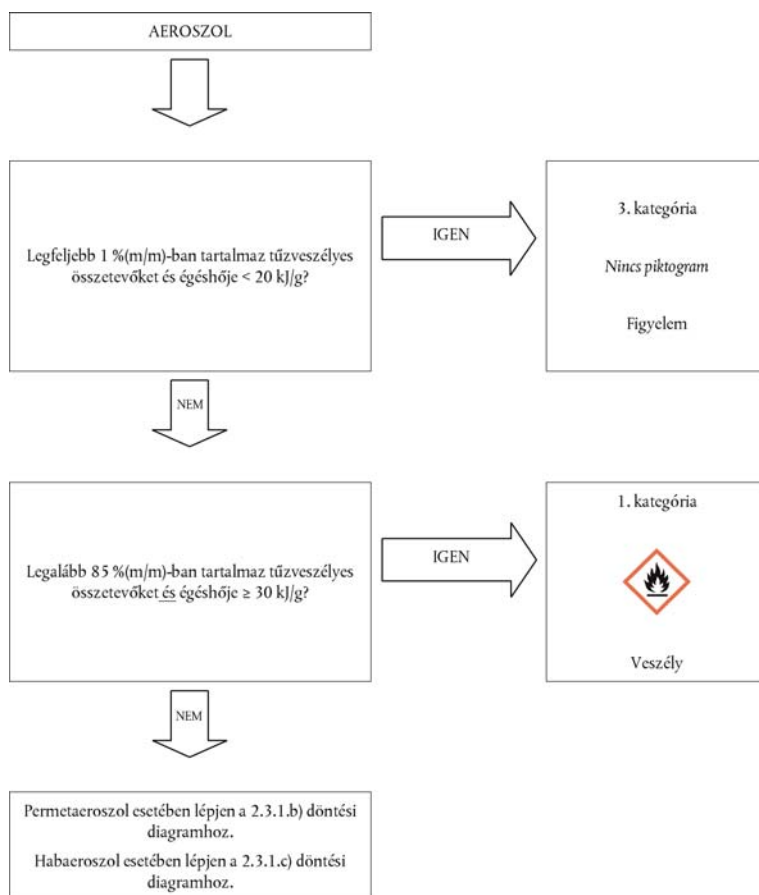 AEROSZOL
Legfeljebb 1 %(m/m)-ban tartalmaz tűzveszélyes
összetevőket és égéshője < 20 kJ/g?
IGEN
3. kategória
Nincs piktogram
Figyelem
NEM
Legalább 85 %(m/m)-ban tartalmaz tűzveszélyes
összetevőket és égéshője ≥ 30 kJ/g?
IGEN
1. kategória
Veszély
NEM
Permetaeroszol esetében lépjen a 2.3.1.b) döntési
diagramhoz.
Habaeroszol esetében lépjen a 2.3.1.c) döntési
diagramhoz.